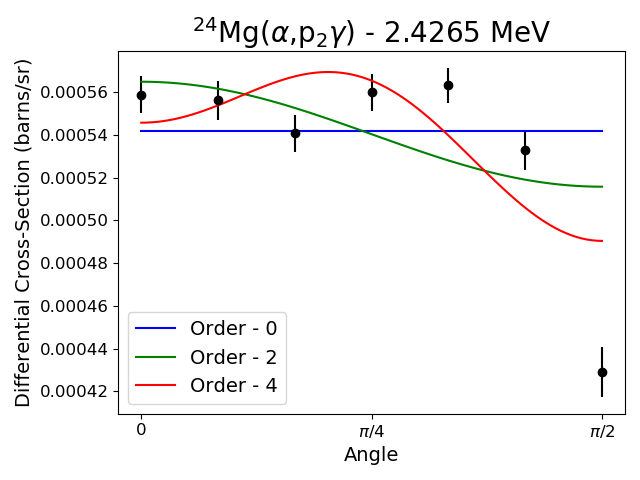 ²⁴Mg(α,p₂γ) - 2.4265 MeV
Differential Cross-Section (barns/sr)
0.00056
0.00054
0.00052
0.00050
0.00048
0.00046
0.00044
0.00042
Order - 0
Order - 2
Order - 4
0
π/4
π/2
Angle